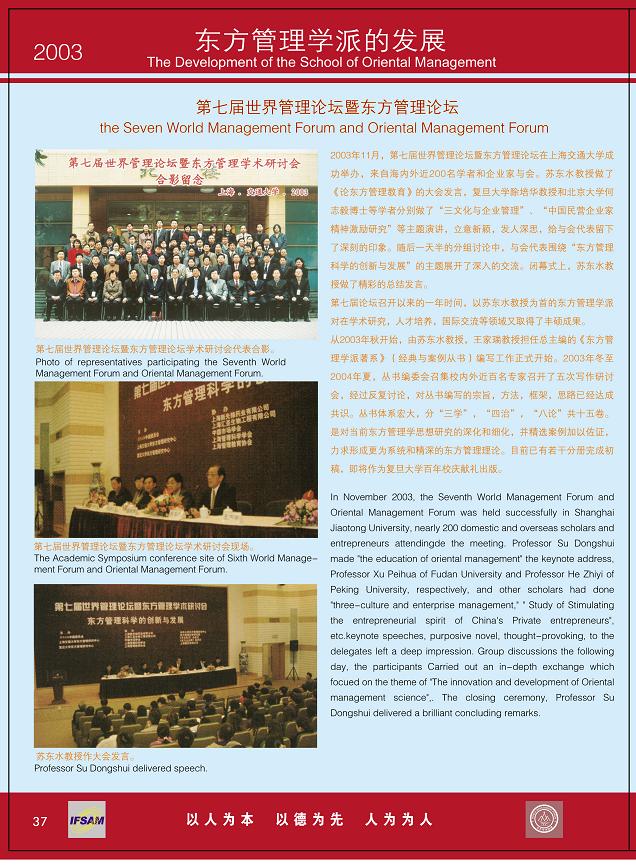 2003
东方管理学派的发展
The Development of the School of Oriental Management
第七届世界管理论坛暨东方管理论坛
the Seven World Management Forum and Oriental Management Forum
第七届世界管理论坛暨东方管理学术研讨会
合影留念
上海．交通大学．2003
第七届世界管理论坛暨东方管理论坛学术研讨会代表合影。
Photo of representatives participating the Seventh World
Management Forum and Oriental Management Forum.
东方管理科学的
第七届世界管理论坛暨东方管理论坛学术研讨会现场。
The Academic Symposium conference site of Sixth World Manage-
ment Forum and Oriental Management Forum.
第七届世界管理论坛暨东方管理学术研讨会
东方管理科学的创新与发展
苏东水教授作大会发言。
Professor Su Dongshui delivered speech.
2003年11月，第七届世界管理论坛暨东方管理论坛在上海交通大学成
功举办，来自海内外近200名学者和企业家与会。苏东水教授做了
《论东方管理教育》的大会发言，复旦大学除培华教授和北京大学何
志毅博士等学者分别做了“三文化与企业管理”、“中国民营企业家
精神激励研究”等主题演讲，立意新颖，发人深思，给与会代表留下
了深刻的印象。随后一天半的分组讨论中，与会代表围绕“东方管理
科学的创新与发展”的主题展开了深入的交流。闭幕式上，苏东水教
授做了精彩的总结发言。
第七届论坛召开以来的一年时间，以苏东水教授为首的东方管理学派
对在学术研究，人才培养，国际交流等领域又取得了丰硕成果。
从2003年秋开始，由苏东水教授，王家瑞教授担任总主编的《东方管
理学派著系》〔经典与案例丛书〕编写工作正式开始。2003年冬至
2004年夏，丛书编委会召集校内外近百名专家召开了五次写作研讨
会，经过反复讨论，对丛书编写的宗旨，方法，框架，思路已经达成
共识。丛书体系宏大，分“三学”，“四治”，“八论”共十五卷。
是对当前东方管理学思想研究的深化和细化，并精选案例加以佐证，
力求形成更为系统和精深的东方管理理论。目前已有若干分册完成初
稿，即将作为复旦大学百年校庆献礼出版。
In November 2003, the Seventh World Management Forum and
Oriental Management Forum was held successfully in Shanghai
Jiaotong University, nearly 200 domestic and overseas scholars and
entrepreneurs attendingde the meeting. Professor Su Dongshui
made "the education of oriental management" the keynote address,
Professor Xu Peihua of Fudan University and Professor He Zhiyi of
Peking University, respectively, and other scholars had done
"three-culture and enterprise management," " Study of Stimulating
the entrepreneurial spirit of China's Private entrepreneurs",
etc.keynote speeches, purposive novel, thought-provoking, to the
delegates left a deep impression. Group discussions the following
day, the participants Carried out an in-depth exchange which
focued on the theme of "The innovation and development of Oriental
management science",. The closing ceremony, Professor Su
Dongshui delivered a brilliant concluding remarks.
37
IFSAM
以人为本 以德为先 人为为人